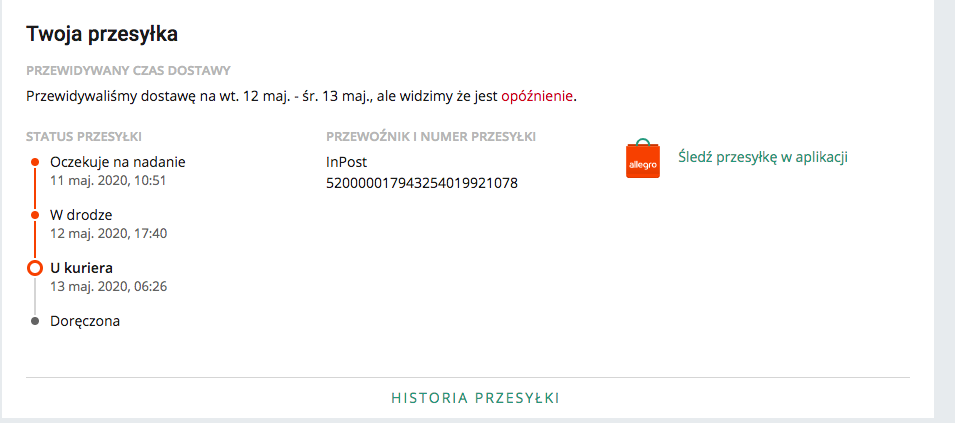 Twoja przesyłka
PRZEWIDYWANY CZAS DOSTAWY
Przewidywaliśmy dostawę na wt. 12 maj. - śr. 13 maj., ale widzimy że jest opóźnienie.
STATUS PRZESYŁKI
Oczekuje na nadanie
11 maj. 2020, 10:51
W drodze
12 maj. 2020, 17:40
U kuriera
13 maj. 2020, 06:26
Doręczona
PRZEWOŹNIK I NUMER PRZESYŁKI
InPost
520000017943254019921078
allegro
Śledź przesyłkę w aplikacji
HISTORIA PRZESYŁKI